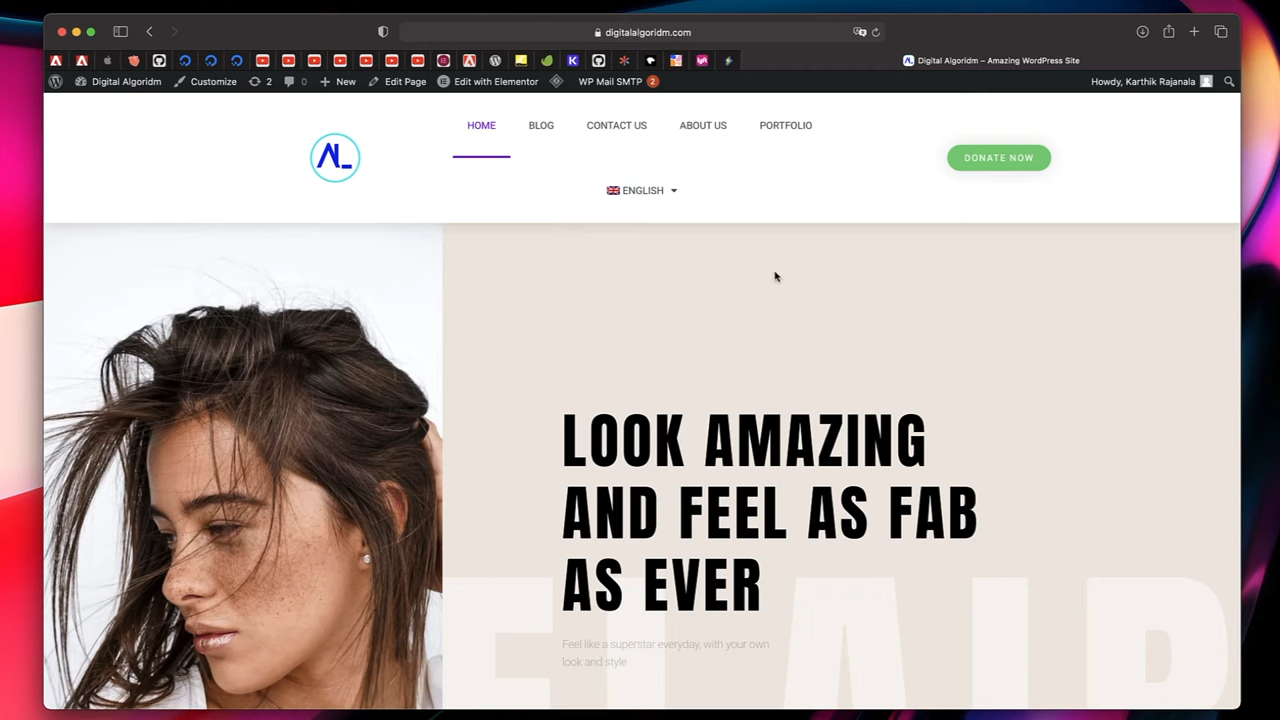 digitalalgoridm.com
Digital Algoridm – Amazing WordPress Site
Digital Algoridm
Customize
2
0
New
Edit Page
Edit with Elementor
WP Mail SMTP 2
Howdy, Karthik Rajanala
HOME
BLOG
CONTACT US
ABOUT US
PORTFOLIO
AL_
DONATE NOW
ENGLISH
LOOK AMAZING
AND FEEL AS FAB
AS EVER
Feel like a superstar everyday, with your own
look and style